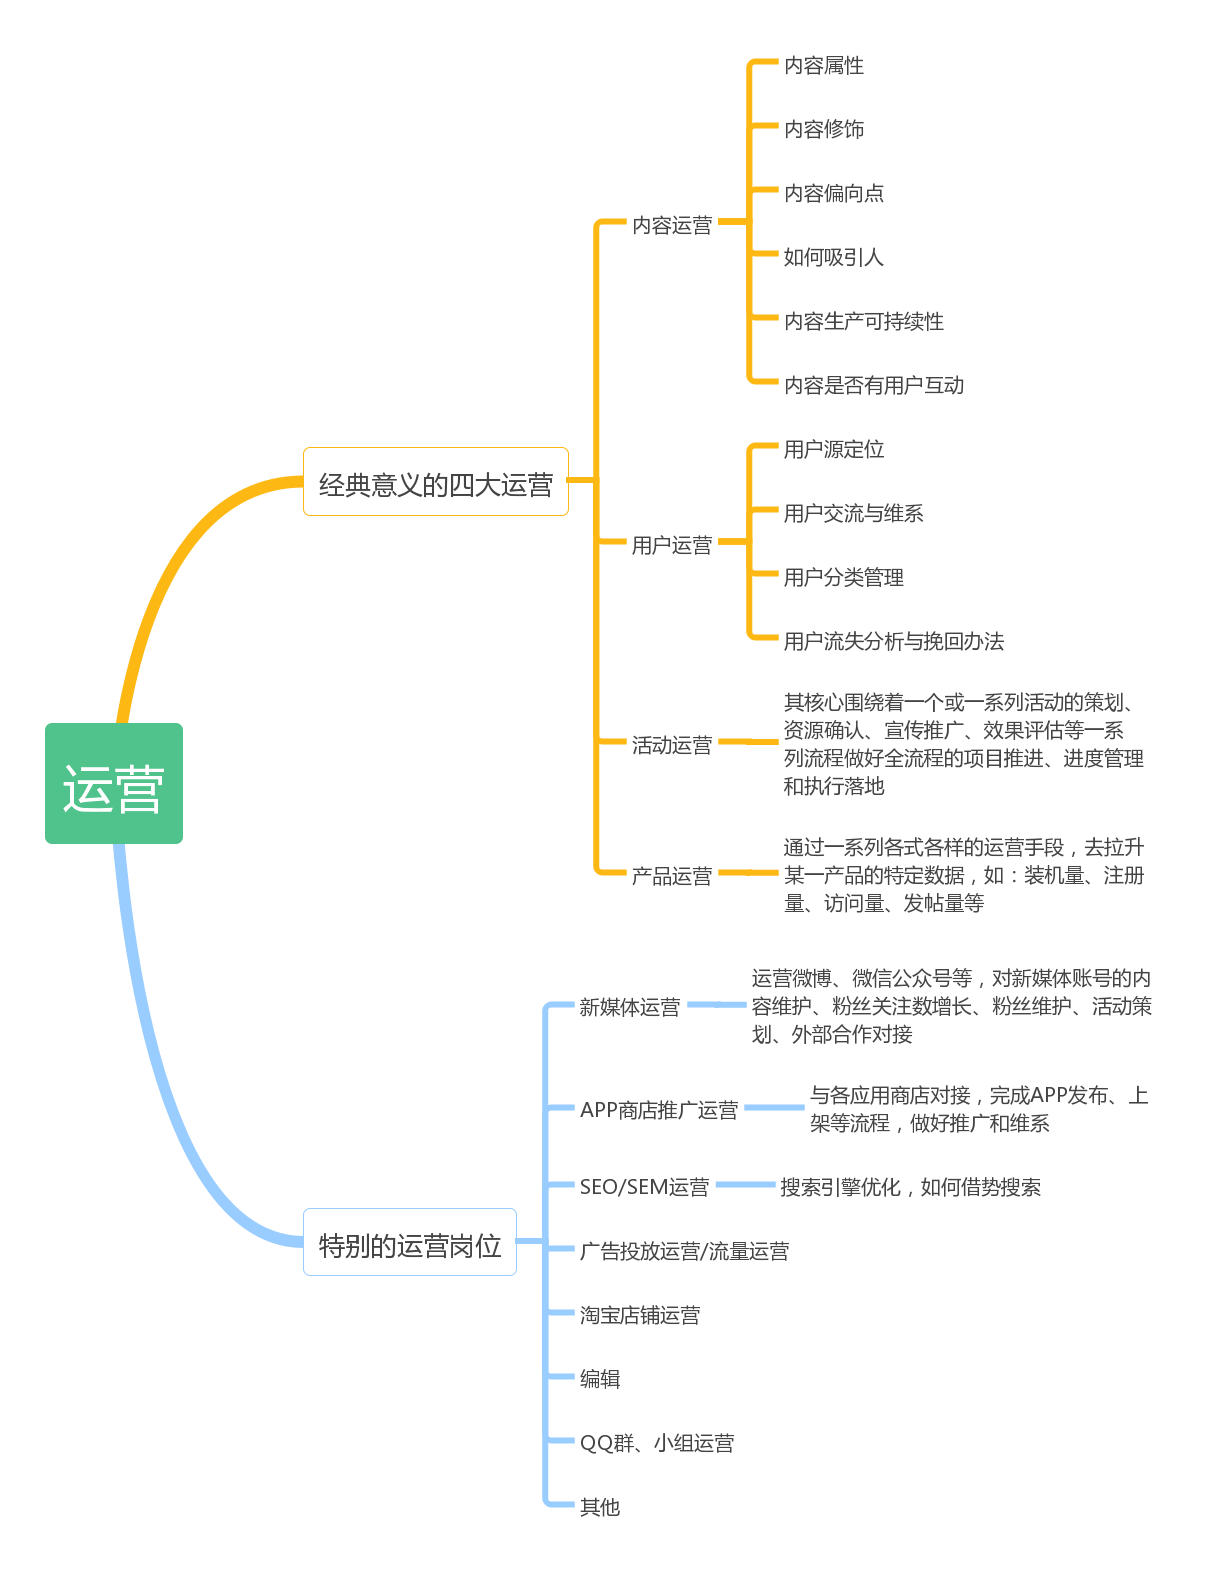 运营
经典意义的四大运营
内容运营
内容属性
内容修饰
内容偏向点
如何吸引人
内容生产可持续性
内容是否有用户互动
用户运营
用户源定位
用户交流与维系
用户分类管理
用户流失分析与挽回办法
活动运营
其核心围绕着一个或一系列活动的策划、
资源确认、宣传推广、效果评估等一系
列流程做好全流程的项目推进、进度管理
和执行落地
产品运营
通过一系列各式各样的运营手段，去拉升
某一产品的特定数据，如：装机量、注册
量、访问量、发帖量等
特别的运营岗位
新媒体运营
运营微博、微信公众号等，对新媒体账号的内
容维护、粉丝关注数增长、粉丝维护、活动策
划、外部合作对接
APP商店推广运营
与各应用商店对接，完成APP发布、上
架等流程，做好推广和维系
SEO/SEM运营
搜索引擎优化，如何借势搜索
广告投放运营/流量运营
淘宝店铺运营
编辑
QQ群、小组运营
其他